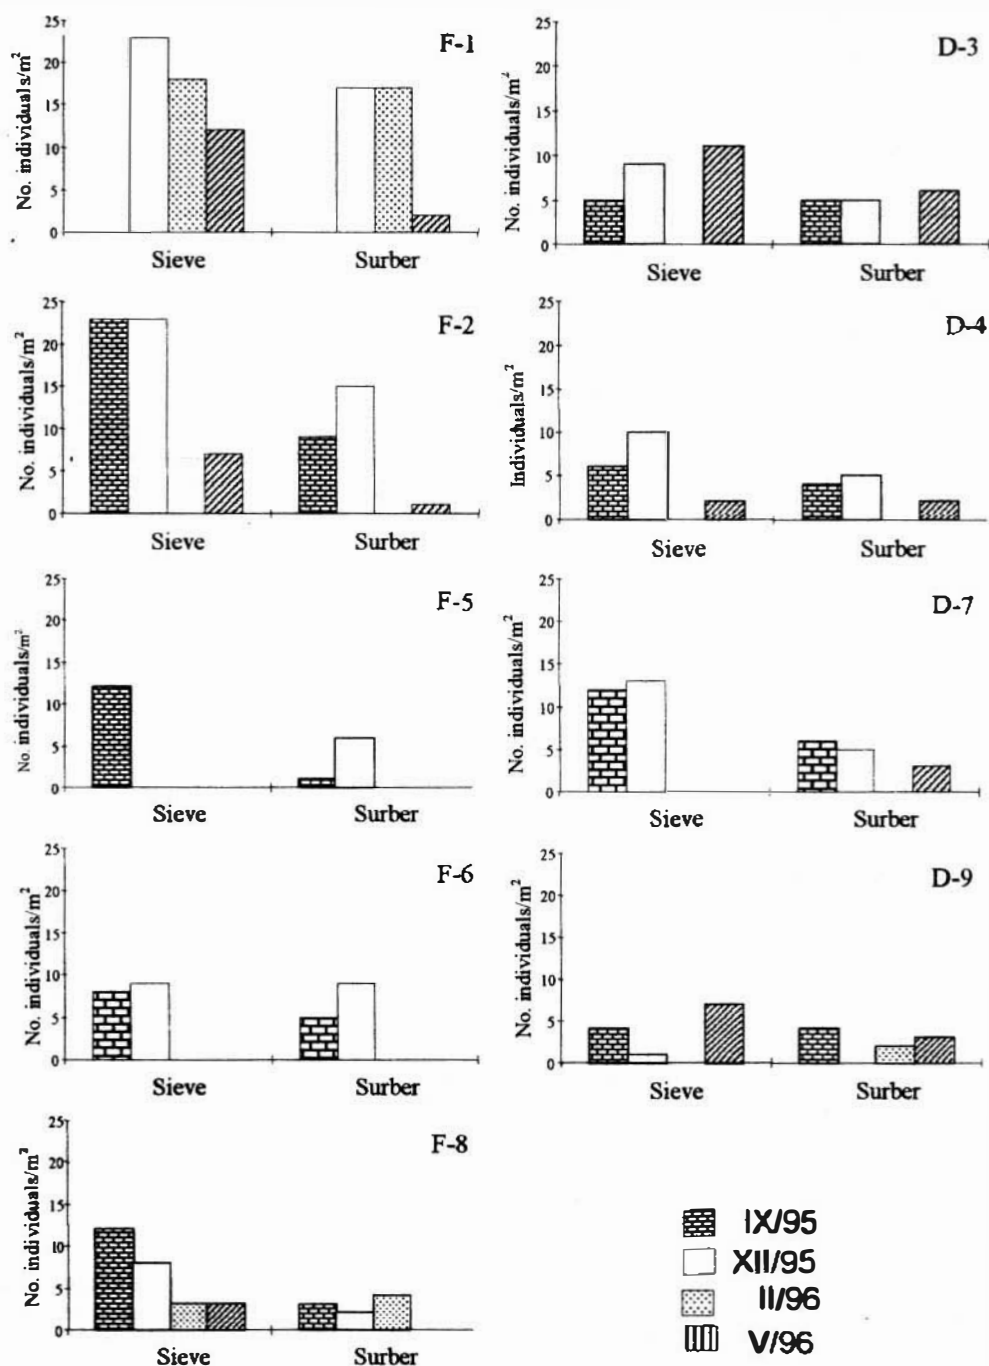 F-1
No. individuals/m²
25
20
15
10
5
0
Sieve Surber
D-3
No. individuals/m²
25
20
15
10
5
0
Sieve Surber
F-2
No. individuals/m²
25
20
15
10
5
0
Sieve Surber
D-4
Individuals/m²
25
20
15
10
5
0
Sieve Surber
F-5
No. individuals/m²
25
20
15
10
5
0
Sieve Surber
D-7
No. individuals/m²
25
20
15
10
5
0
Sieve Surber
F-6
No. individuals/m²
25
20
15
10
5
0
Sieve Surber
D-9
No. individuals/m²
25
20
15
10
5
0
Sieve Surber
F-8
No. individuals/m²
25
20
15
10
5
0
Sieve Surber
IX/95
XII/95
II/96
V/96